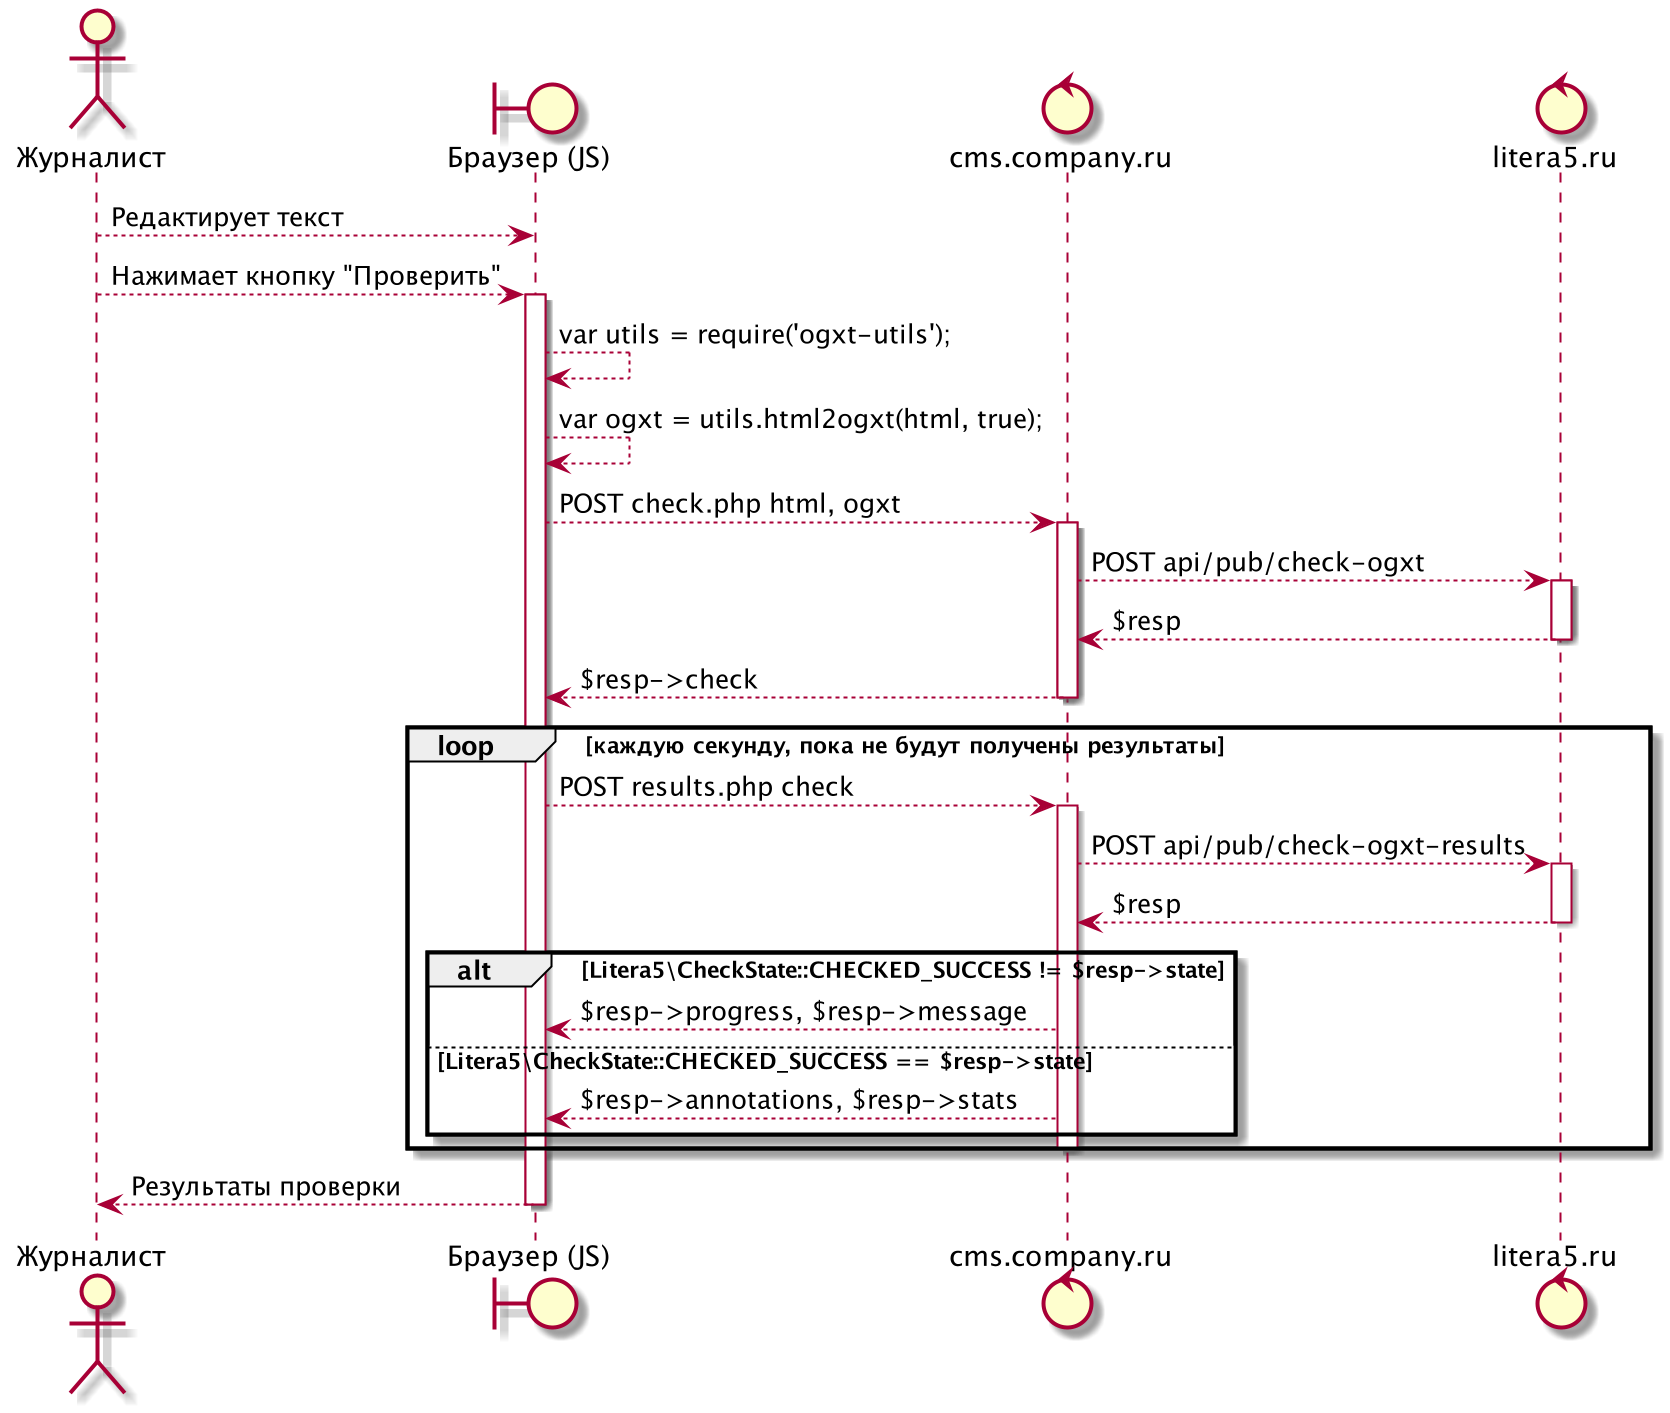 Журналист
Браузер (JS)
cms.company.ru
litera5.ru
Редактирует текст
Нажимает кнопку "Проверить"
var utils = require('ogxt-utils');
var ogxt = utils.html2ogxt(html, true);
POST check.php html, ogxt
POST api/pub/check-ogxt
$resp
$resp->check
loop
[каждую секунду, пока не будут получены результаты]
POST results.php check
POST api/pub/check-ogxt-results
$resp
alt
[Litera5\CheckState::CHECKED_SUCCESS != $resp->state]
$resp->progress, $resp->message
[Litera5\CheckState::CHECKED_SUCCESS == $resp->state]
$resp->annotations, $resp->stats
Результаты проверки
Журналист
Браузер (JS)
cms.company.ru
litera5.ru